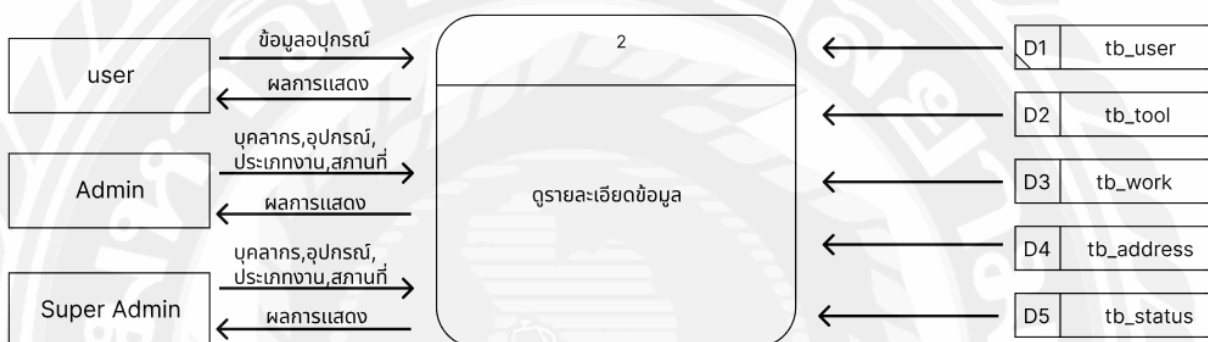 user
ข้อมูลอปุกรณ์
ผลการแสดง
Admin
บุคลากร,อุปกรณ์,
ประเภทงาน,สถานที่
ผลการแสดง
Super Admin
บุคลากร,อุปกรณ์,
ประเภทงาน,สถานที่
ผลการแสดง
2
ดูรายละเอียดข้อมูล
D1 tb_user
D2 tb_tool
D3 tb_work
D4 tb_address
D5 tb_status